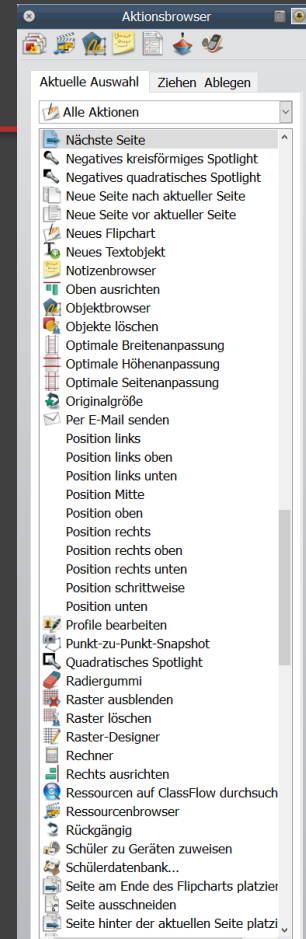 Aktionsbrowser
Aktuelle Auswahl
Ziehen Ablegen
Alle Aktionen
Nächste Seite
Negatives kreisförmiges Spotlight
Negatives quadratisches Spotlight
Neue Seite nach aktueller Seite
Neue Seite vor aktueller Seite
Neues Flipchart
Neues Textobjekt
Notizenbrowser
Oben ausrichten
Objektbrowser
Objekte löschen
Optimale Breitenanpassung
Optimale Höhenanpassung
Optimale Seitenanpassung
Originalgröße
Per E-Mail senden
Position links
Position links oben
Position links unten
Position Mitte
Position oben
Position rechts
Position rechts oben
Position rechts unten
Position schrittweise
Position unten
Profile bearbeiten
Punkt-zu-Punkt-Snapshot
Quadratisches Spotlight
Radiergummi
Raster ausblenden
Raster löschen
Raster-Designer
Rechner
Rechts ausrichten
Ressourcen auf ClassFlow durchsuch
Ressourcenbrowser
Rückgängig
Schüler zu Geräten zuweisen
Schülerdatenbank...
Seite am Ende des Flipcharts platzier
Seite ausschneiden
Seite hinter der aktuellen Seite platzi